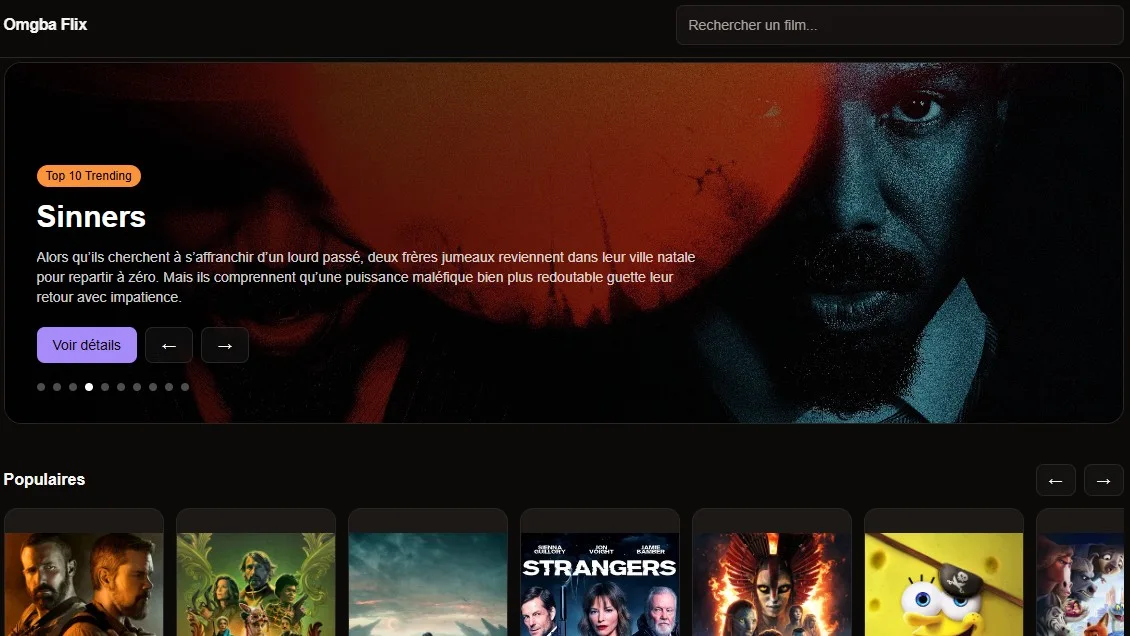 Omgba Flix
Rechercher un film...
Top 10 Trending
Sinners
Alors qu’ils cherchent à s’affranchir d’un lourd passé, deux frères jumeaux reviennent dans leur ville natale
pour repartir à zéro. Mais ils comprennent qu’une puissance maléfique bien plus redoutable guette leur
retour avec impatience.
Voir détails
← →
Populaires
← →
SIENNA GUILLORY JON VOIGHT JAMIE BAMBER
STRANGERS